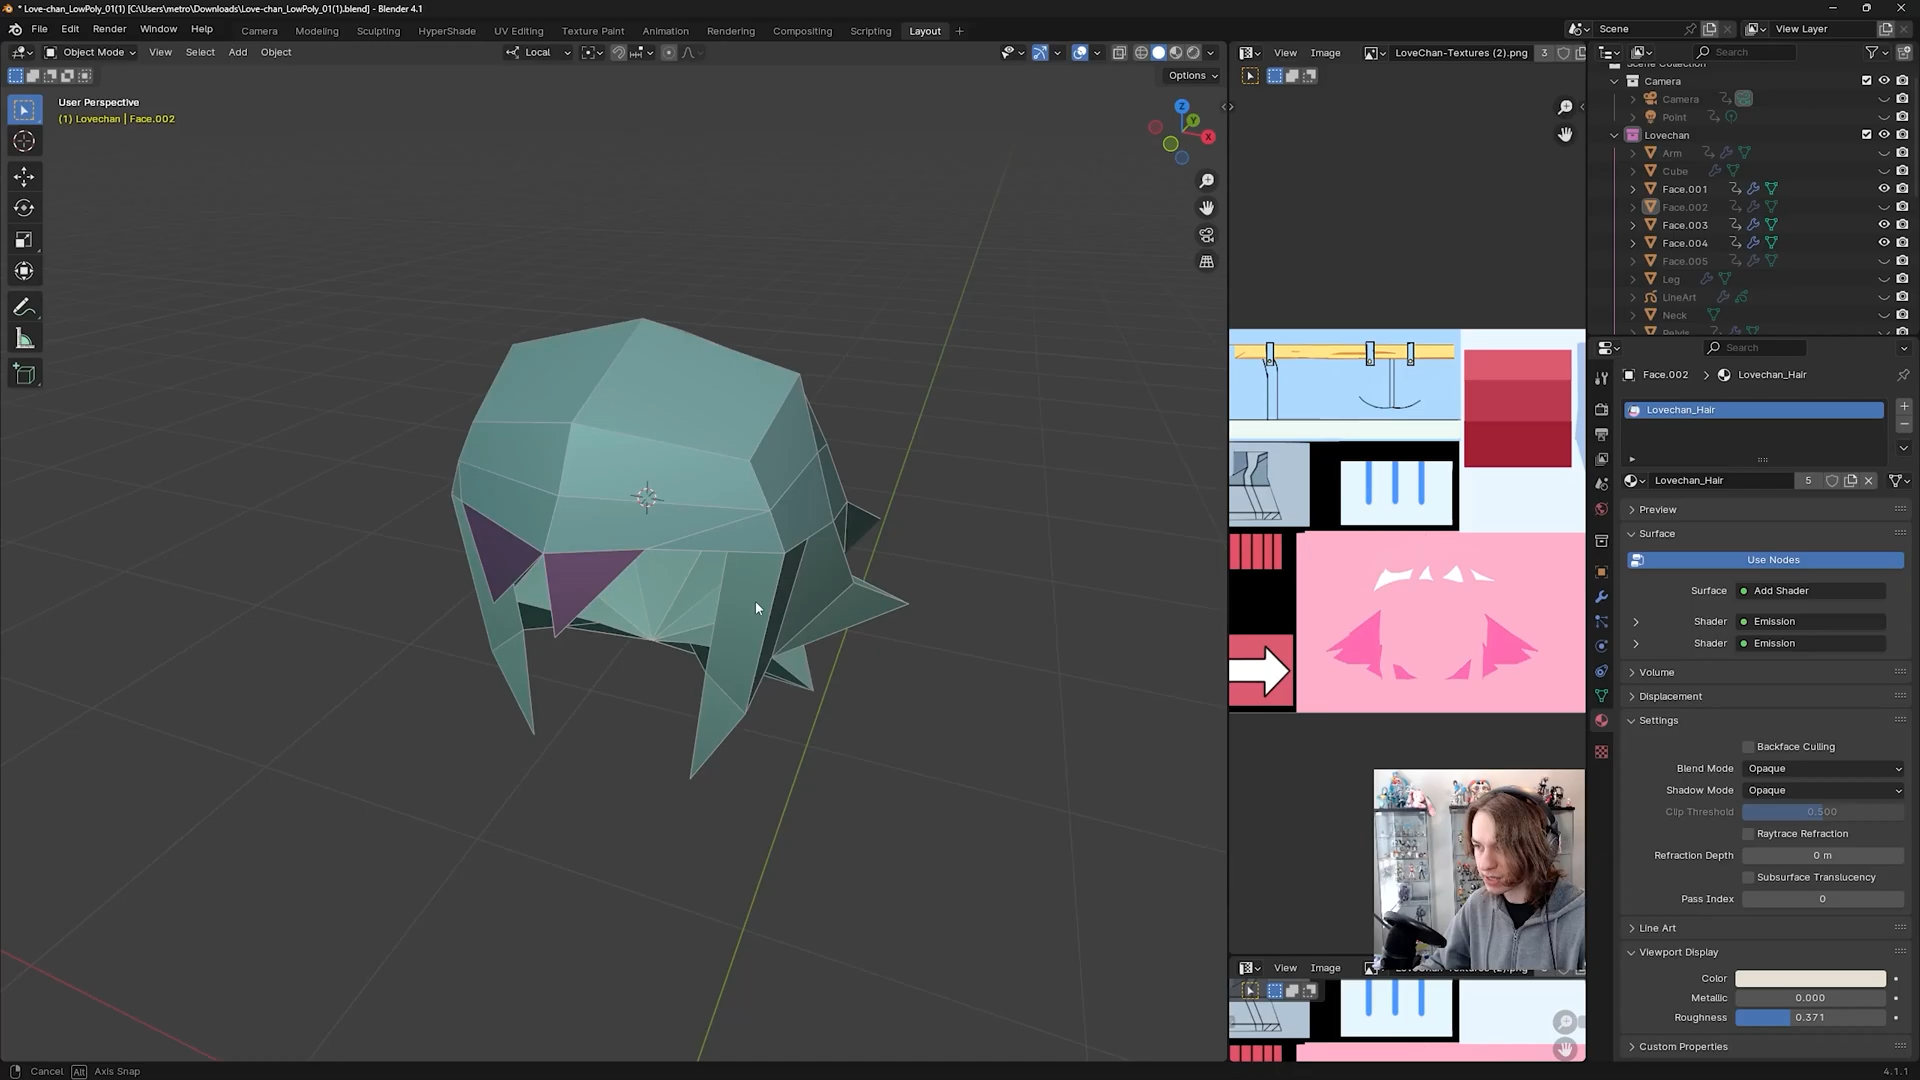 * Love-chan_LowPoly_01(1) [C:\Users\metro\Downloads\Love-chan_LowPoly_01(1).blend] - Blender 4.1
File Edit Render Window Help
Layout Modeling Sculpting HyperShade UV Editing Texture Paint Animation Rendering Compositing Scripting Layout
Scene
View Layer
Object Mode View Select Add Object
Local
View Image LoveChan-Textures (2).png 3
Search
Options
User Perspective
(1) Lovechan | Face.002
Z
Y
X
Camera
Camera
Point
Lovechan
Arm
Cube
Face.001
Face.002
Face.003
Face.004
Face.005
Leg
LineArt
Neck
Search
Face.002 > Lovechan_Hair
Lovechan_Hair
Lovechan_Hair 5
Preview
Surface
Use Nodes
Surface Add Shader
Shader Emission
Shader Emission
Volume
Displacement
Settings
Backface Culling
Blend Mode Opaque
Shadow Mode Opaque
Clip Threshold 0.500
Raytrace Refraction
Refraction Depth 0 m
Subsurface Translucency
Pass Index 0
Line Art
Viewport Display
Color
Metallic 0.000
Roughness 0.371
Custom Properties
View Image
Cancel Alt Axis Snap
4.1.1